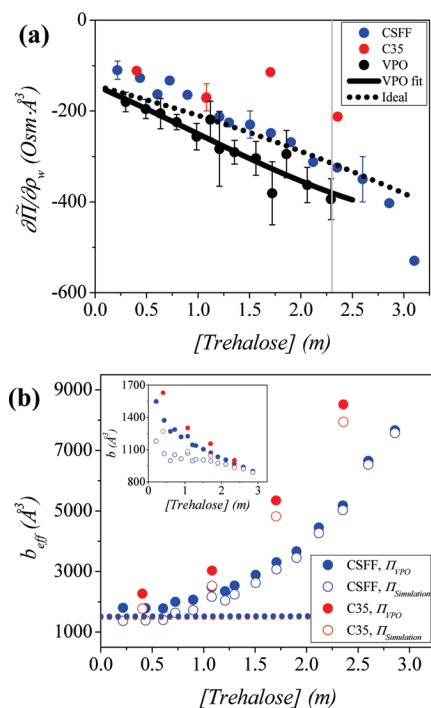 (a)
0
-200
-400
-600
∂Π̃/∂ρw (Osm·Å³)
CSFF
C35
VPO
VPO fit
Ideal
0.0 0.5 1.0 1.5 2.0 2.5 3.0
[Trehalose] (m)
(b)
9000
7000
5000
3000
1000
beff (Å³)
1700
1400
1100
800
b (Å³)
0 1 2 3
[Trehalose] (m)
CSFF, ΠVPO
CSFF, ΠSimulation
C35, ΠVPO
C35, ΠSimulation
0.0 0.5 1.0 1.5 2.0 2.5 3.0
[Trehalose] (m)